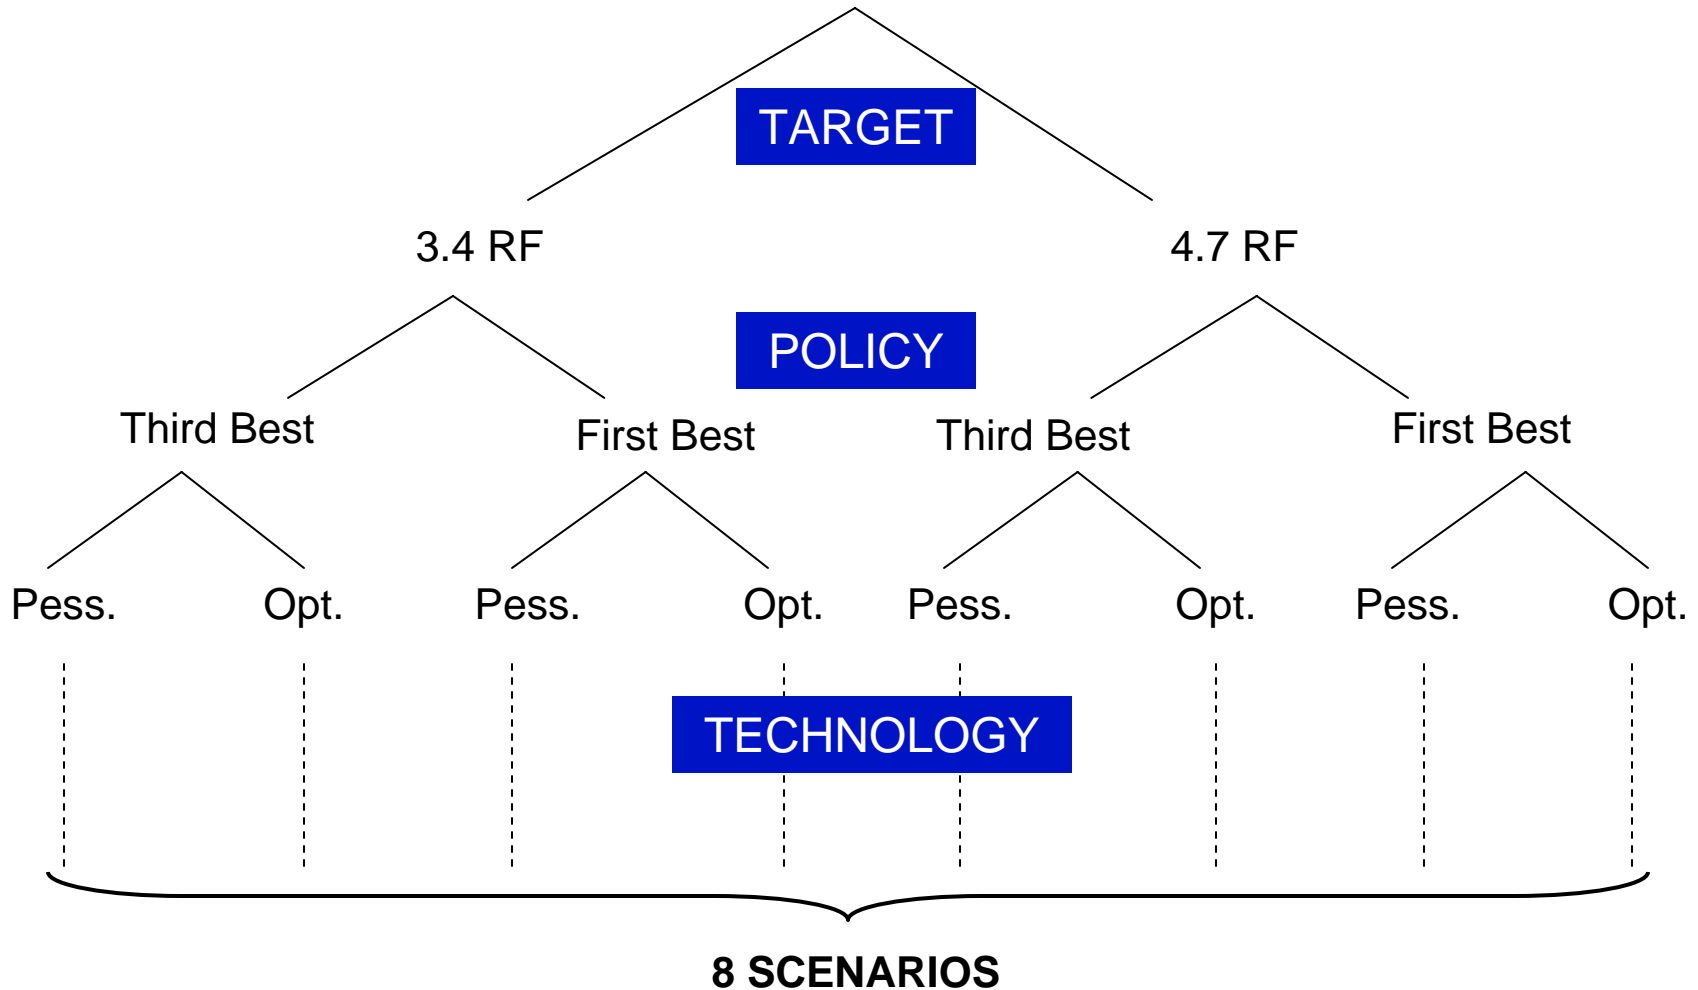 TARGET
3.4 RF 4.7 RF
POLICY
Third Best First Best Third Best First Best
Pess. Opt. Pess. Opt. Pess. Opt. Pess. Opt.
TECHNOLOGY
8 SCENARIOS